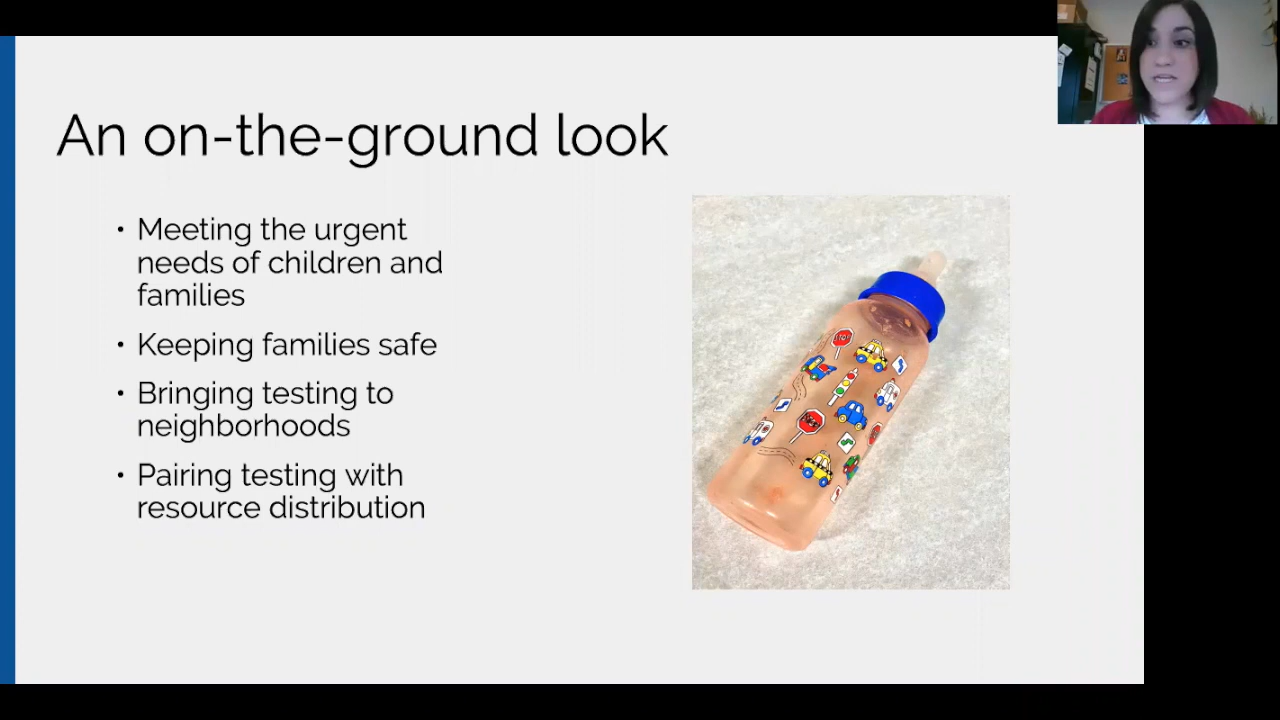 An on-the-ground look
• Meeting the urgent
needs of children and
families
• Keeping families safe
• Bringing testing to
neighborhoods
• Pairing testing with
resource distribution
STOP